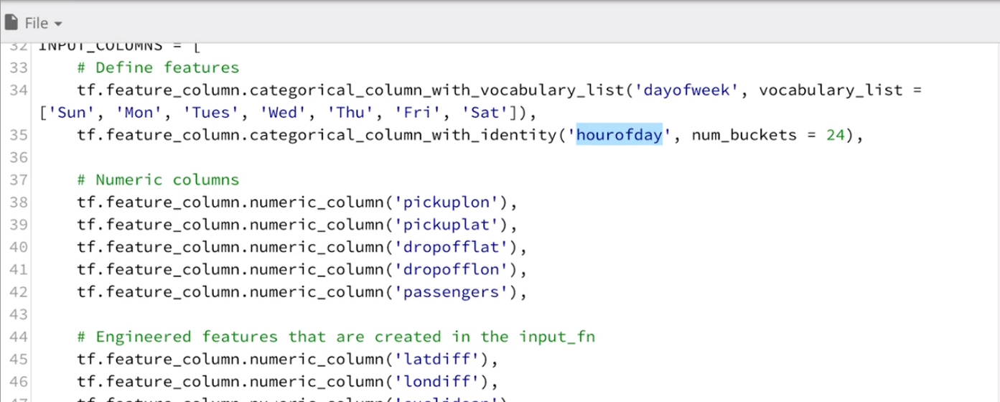 File
32 INPUT_COLUMNS = [
33     # Define features
34     tf.feature_column.categorical_column_with_vocabulary_list('dayofweek', vocabulary_list =
['Sun', 'Mon', 'Tues', 'Wed', 'Thu', 'Fri', 'Sat']),
35     tf.feature_column.categorical_column_with_identity('hourofday', num_buckets = 24),
36
37     # Numeric columns
38     tf.feature_column.numeric_column('pickuplon'),
39     tf.feature_column.numeric_column('pickuplat'),
40     tf.feature_column.numeric_column('dropofflat'),
41     tf.feature_column.numeric_column('dropofflon'),
42     tf.feature_column.numeric_column('passengers'),
43
44     # Engineered features that are created in the input_fn
45     tf.feature_column.numeric_column('latdiff'),
46     tf.feature_column.numeric_column('londiff'),
47     tf.feature_column.numeric_column('euclidean')